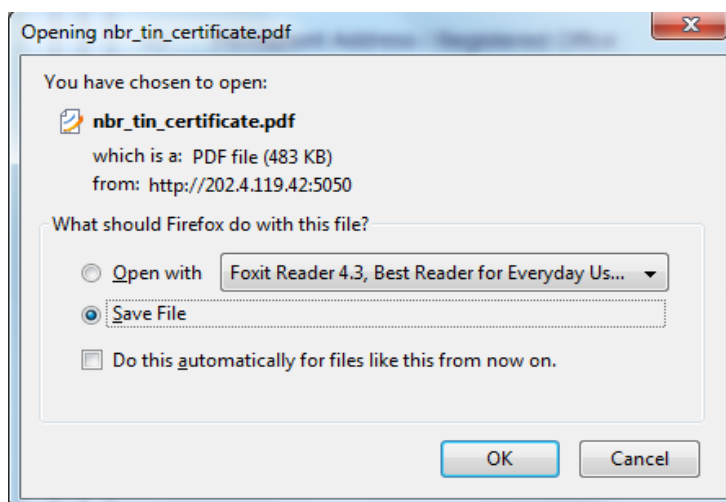 Opening nbr_tin_certificate.pdf
You have chosen to open:
nbr_tin_certificate.pdf
which is a: PDF file (483 KB)
from: http://202.4.119.42:5050
What should Firefox do with this file?
Open with Foxit Reader 4.3, Best Reader for Everyday Us...
Save File
Do this automatically for files like this from now on.
OK Cancel